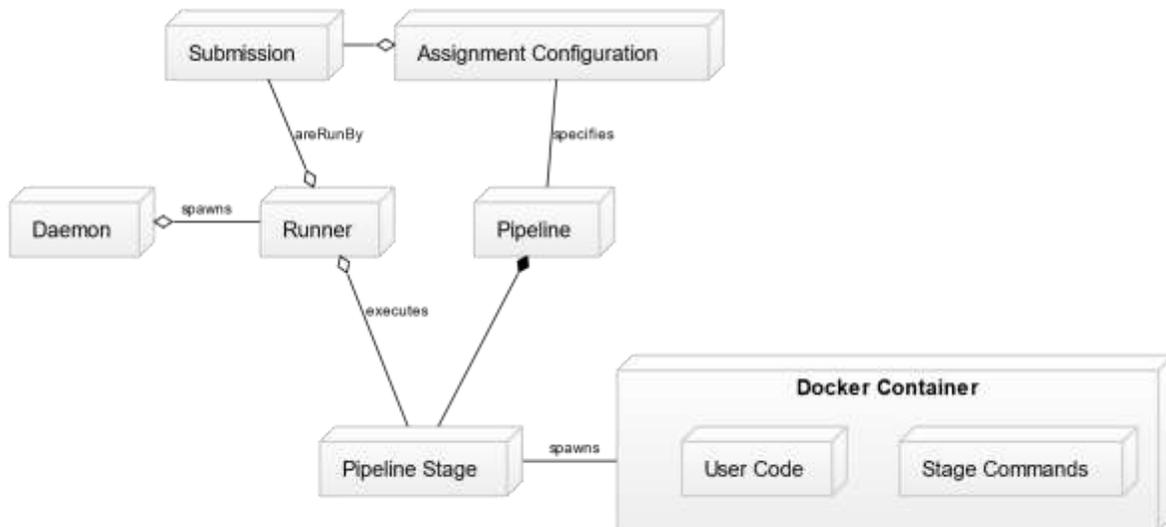 Submission
Assignment Configuration
areRunBy
specifies
Daemon
spawns
Runner
Pipeline
executes
Docker Container
Pipeline Stage
spawns
User Code
Stage Commands